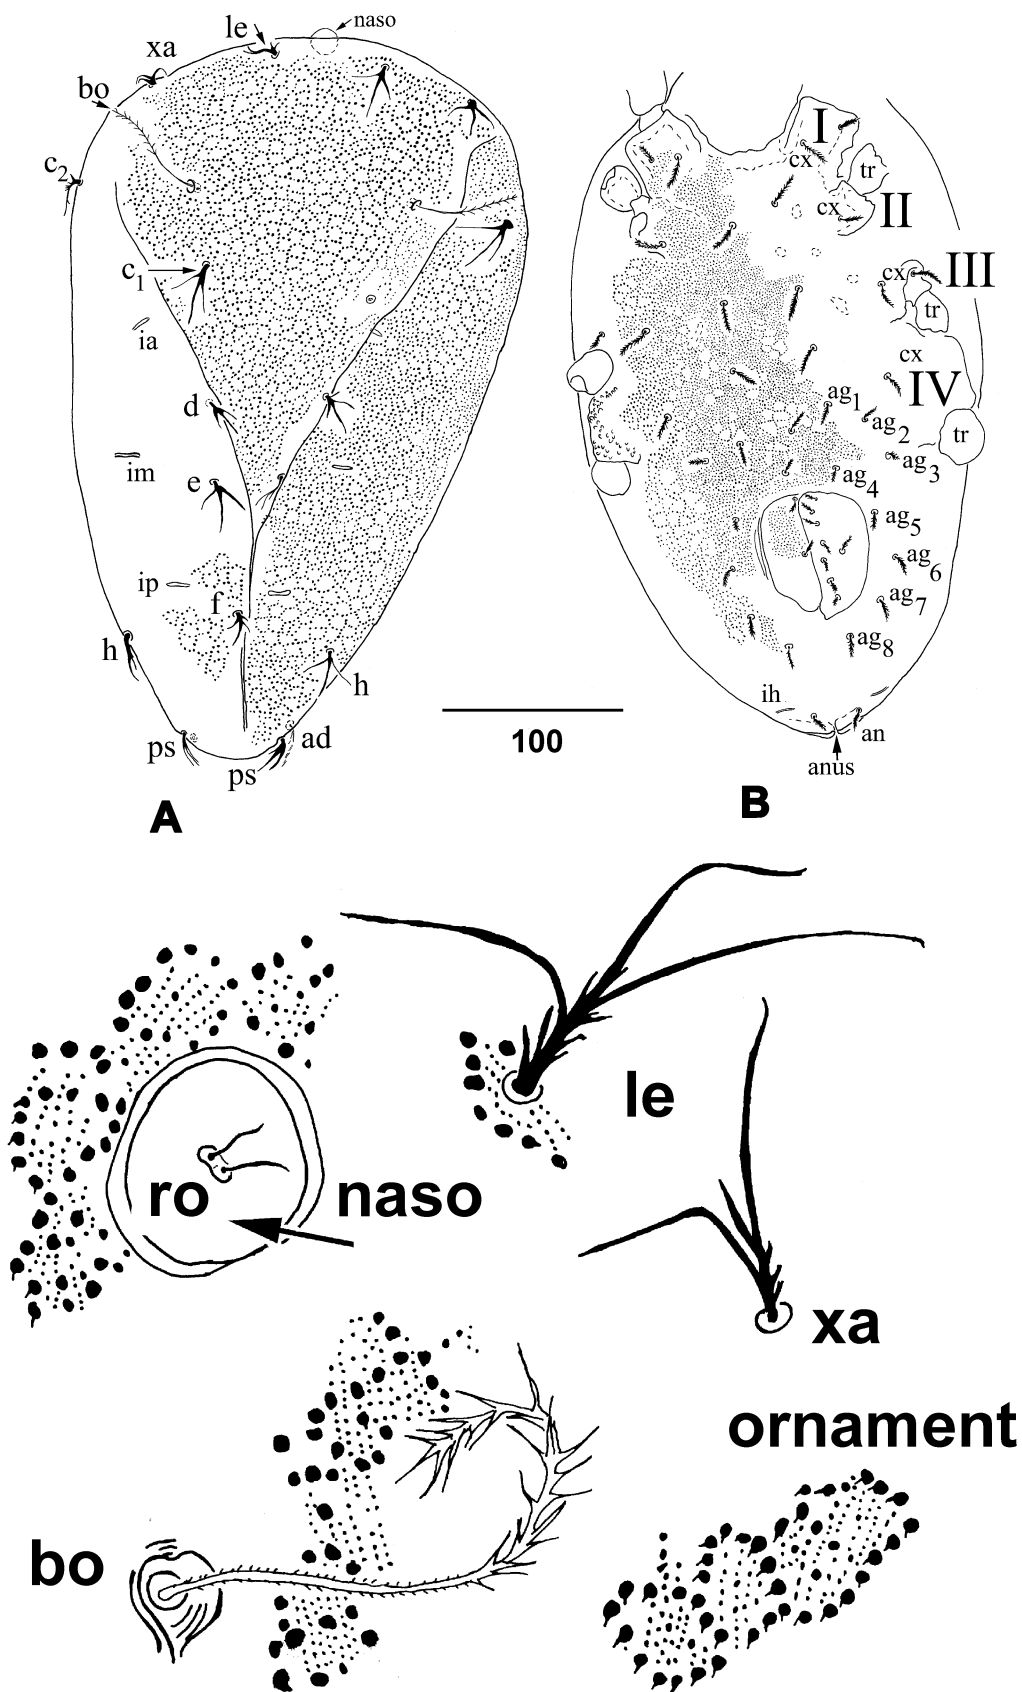 le
naso
xa
bo
c2
c1
ia
d
im
e
ip
f
h
h
ps
ad
ps
A
100
I
cx
tr
cx
II
cx
III
tr
cx
IV
ag1
ag2
tr
ag3
ag4
ag5
ag6
ag7
ag8
ih
an
anus
B
le
ro
naso
xa
ornament
bo